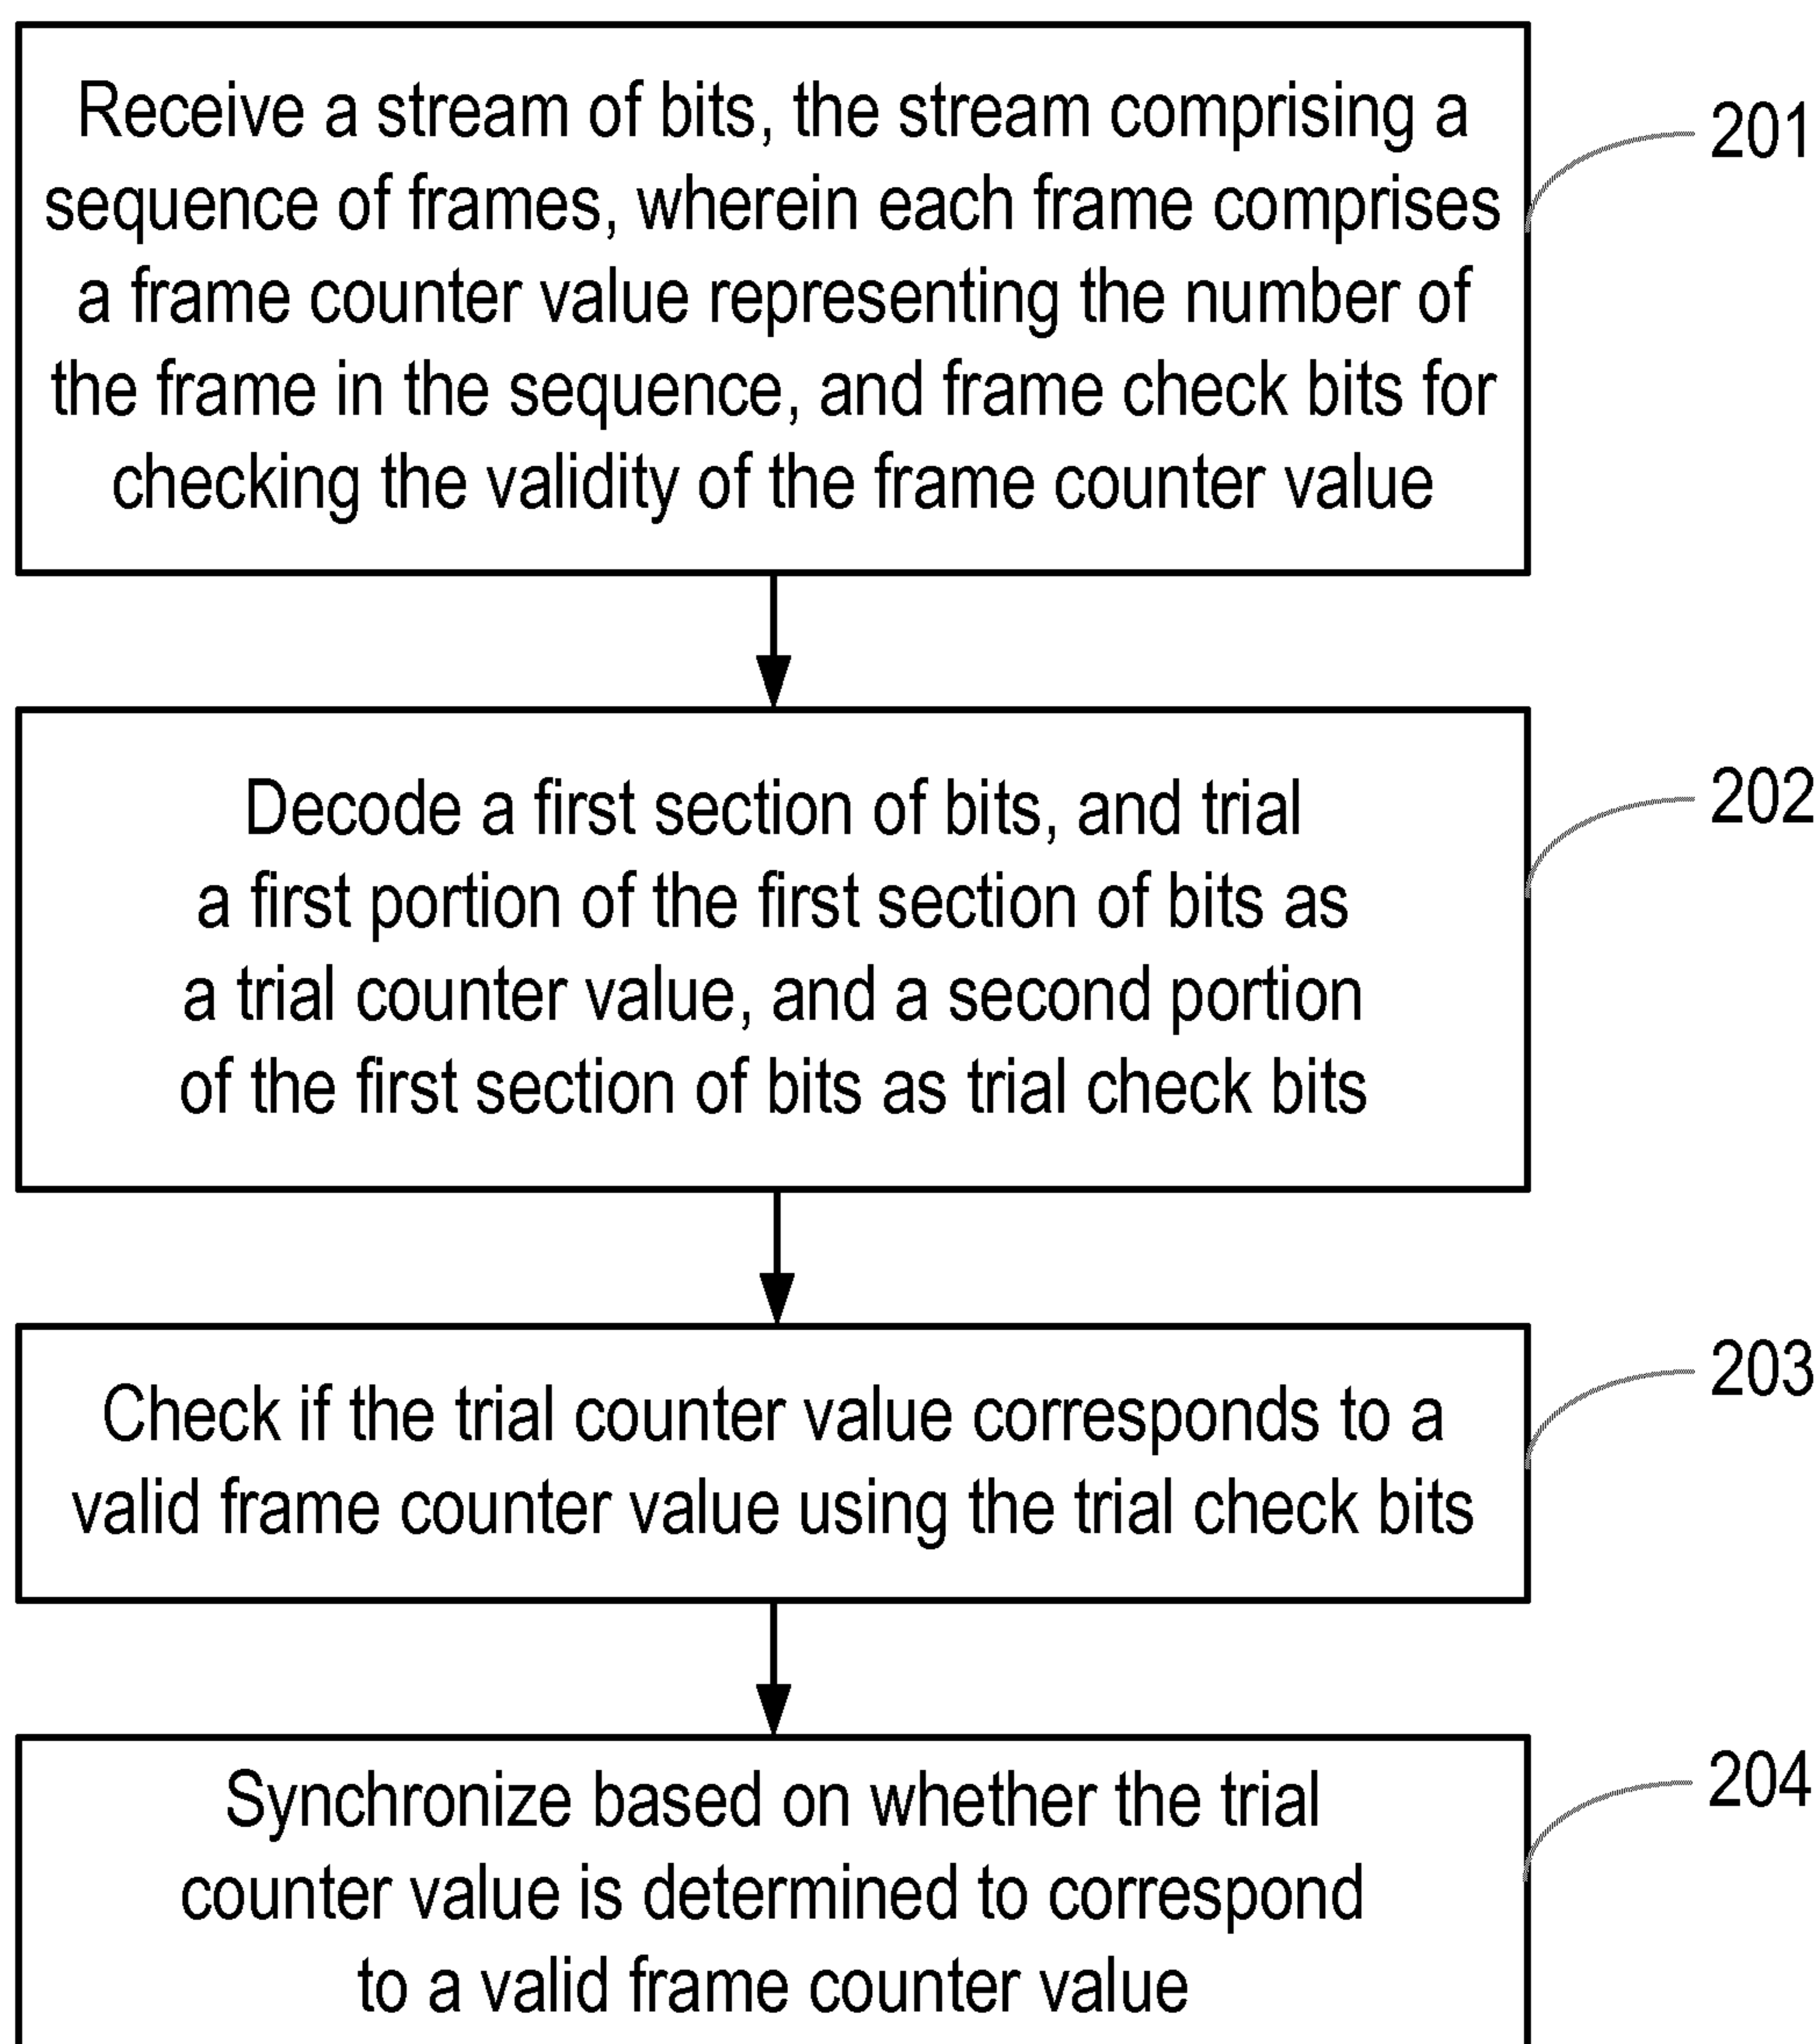 Receive a stream of bits, the stream comprising a
sequence of frames, wherein each frame comprises
a frame counter value representing the number of
the frame in the sequence, and frame check bits for
checking the validity of the frame counter value
201
Decode a first section of bits, and trial
a first portion of the first section of bits as
a trial counter value, and a second portion
of the first section of bits as trial check bits
202
Check if the trial counter value corresponds to a
valid frame counter value using the trial check bits
203
Synchronize based on whether the trial
counter value is determined to correspond
to a valid frame counter value
204